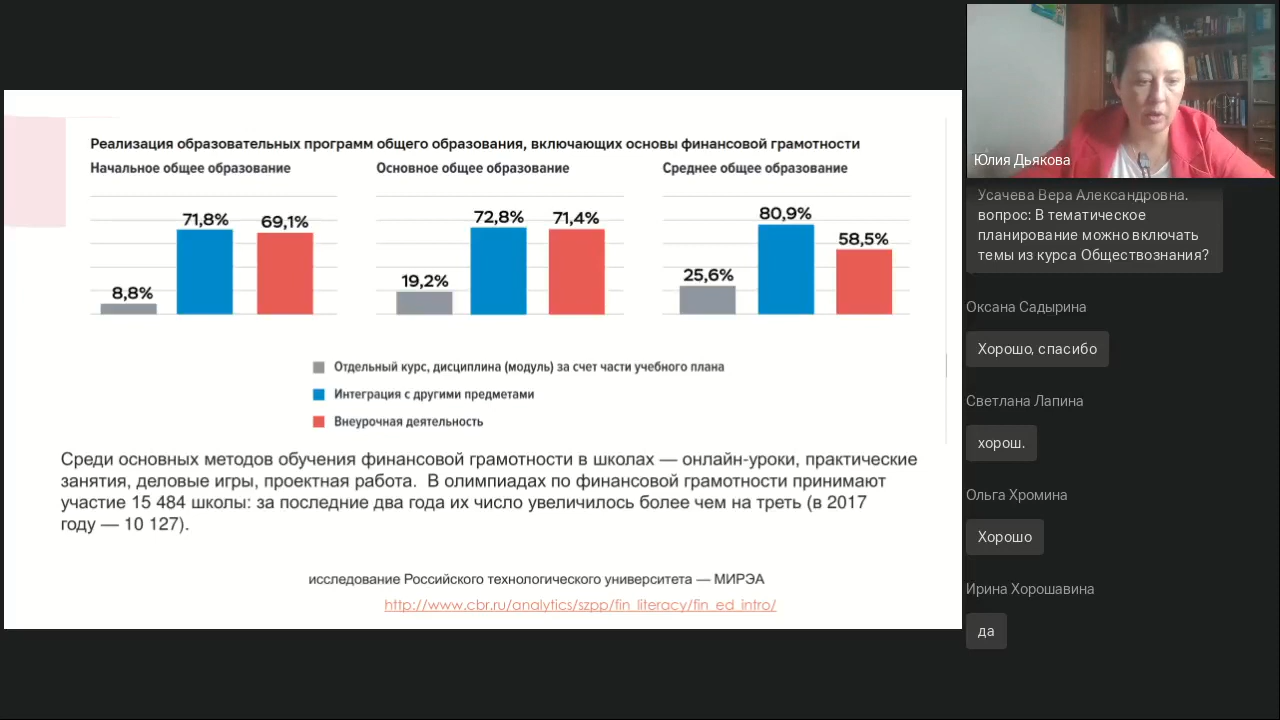 Реализация образовательных программ общего образования, включающих основы финансовой грамотности
Начальное общее образование
Основное общее образование
Среднее общее образование
8,8%
71,8%
69,1%
19,2%
72,8%
71,4%
25,6%
80,9%
58,5%
Отдельный курс, дисциплина (модуль) за счет части учебного плана
Интеграция с другими предметами
Внеурочная деятельность
Среди основных методов обучения финансовой грамотности в школах — онлайн-уроки, практические
занятия, деловые игры, проектная работа. В олимпиадах по финансовой грамотности принимают
участие 15 484 школы: за последние два года их число увеличилось более чем на треть (в 2017
году — 10 127).
исследование Российского технологического университета — МИРЭА
http://www.cbr.ru/analytics/szpp/fin_literacy/fin_ed_intro/
Юлия Дьякова
Усачева Вера Александровна.
вопрос: В тематическое
планирование можно включать
темы из курса Обществознания?
Оксана Садырина
Хорошо, спасибо
Светлана Лапина
хорош.
Ольга Хромина
Хорошо
Ирина Хорошавина
да